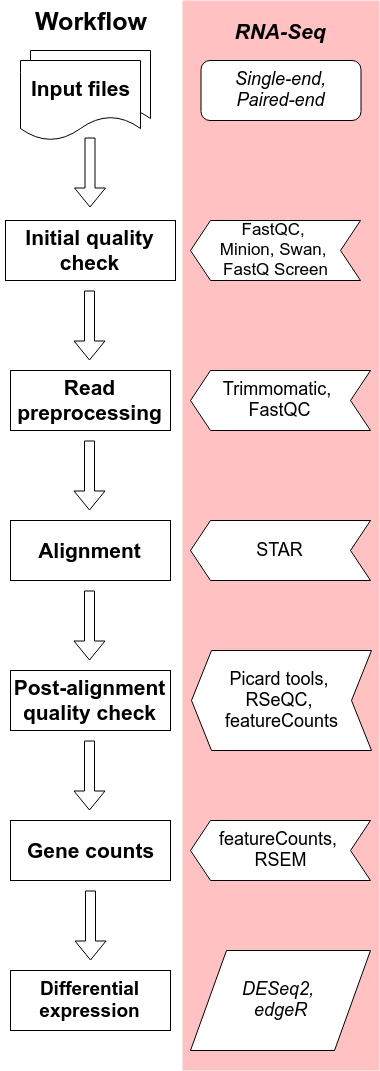 Workflow
RNA-Seq
Input files
Single-end,
Paired-end
Initial quality
check
FastQC,
Minion, Swan,
FastQ Screen
Read
preprocessing
Trimmomatic,
FastQC
Alignment
STAR
Post-alignment
quality check
Picard tools,
RSeQC,
featureCounts
Gene counts
featureCounts,
RSEM
Differential
expression
DESeq2,
edgeR